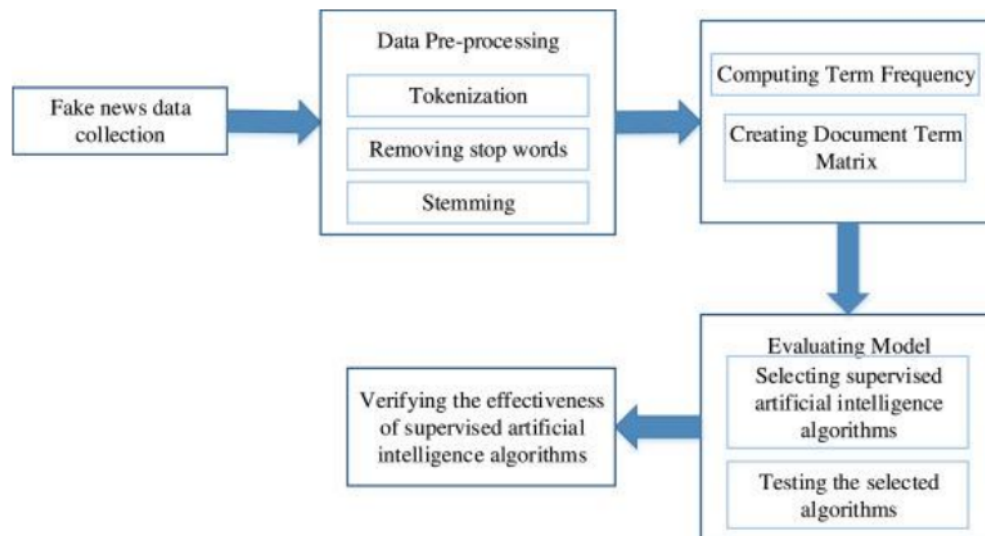 Fake news data
collection
Data Pre-processing
Tokenization
Removing stop words
Stemming
Computing Term Frequency
Creating Document Term
Matrix
Evaluating Model
Selecting supervised
artificial intelligence
algorithms
Testing the selected
algorithms
Verifying the effectiveness
of supervised artificial
intelligence algorithms